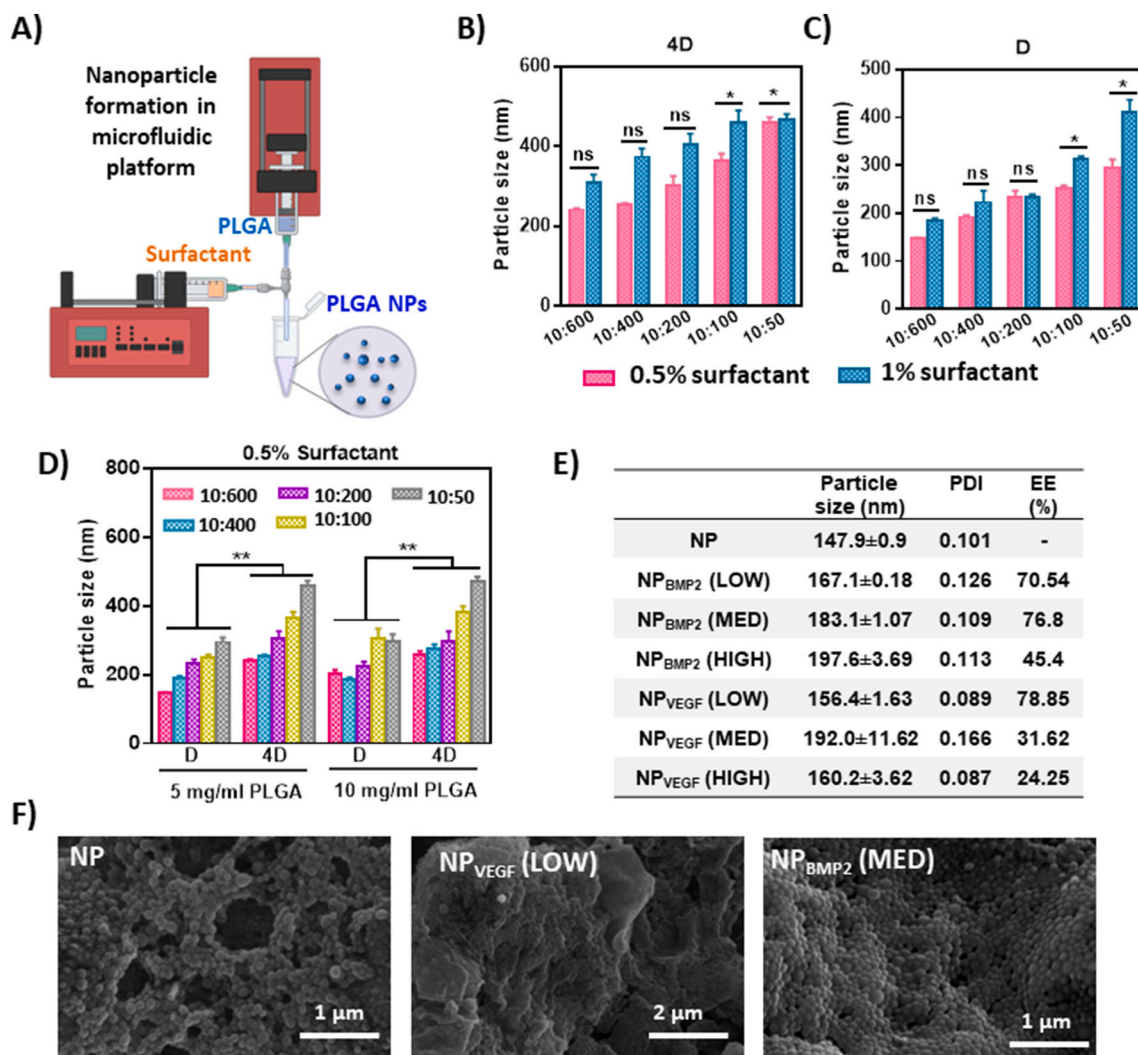 A)
Nanoparticle
formation in
microfluidic
platform
PLGA
Surfactant
PLGA NPs
B)
4D
Particle size (nm)
600
400
200
0
ns
ns
ns
*
*
10:600
10:400
10:200
10:100
10:50
C)
D
Particle size (nm)
500
400
300
200
100
0
ns
ns
ns
*
*
10:600
10:400
10:200
10:100
10:50
0.5% surfactant
1% surfactant
D)
0.5% Surfactant
Particle size (nm)
800
600
400
200
0
10:600
10:200
10:50
10:400
10:100
**
**
D
4D
D
4D
5 mg/ml PLGA
10 mg/ml PLGA
E)
Particle size (nm) PDI EE (%)
NP 147.9±0.9 0.101 -
NPBMP2 (LOW) 167.1±0.18 0.126 70.54
NPBMP2 (MED) 183.1±1.07 0.109 76.8
NPBMP2 (HIGH) 197.6±3.69 0.113 45.4
NPVEGF (LOW) 156.4±1.63 0.089 78.85
NPVEGF (MED) 192.0±11.62 0.166 31.62
NPVEGF (HIGH) 160.2±3.62 0.087 24.25
F)
NP
1 µm
NPVEGF (LOW)
2 µm
NPBMP2 (MED)
1 µm